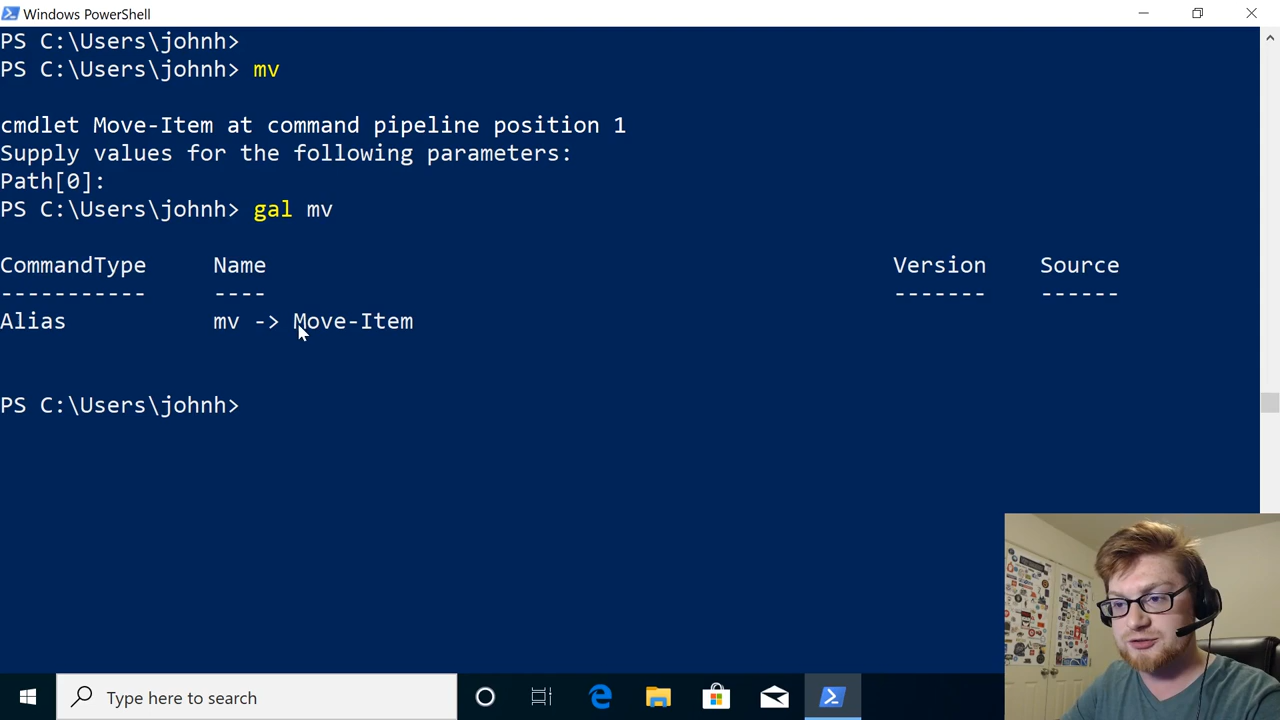 Windows PowerShell
PS C:\Users\johnh>
PS C:\Users\johnh> mv
cmdlet Move-Item at command pipeline position 1
Supply values for the following parameters:
Path[0]:
PS C:\Users\johnh> gal mv
CommandType Name Version Source
----------- ---- ------- ------
Alias mv -> Move-Item
PS C:\Users\johnh>
Type here to search